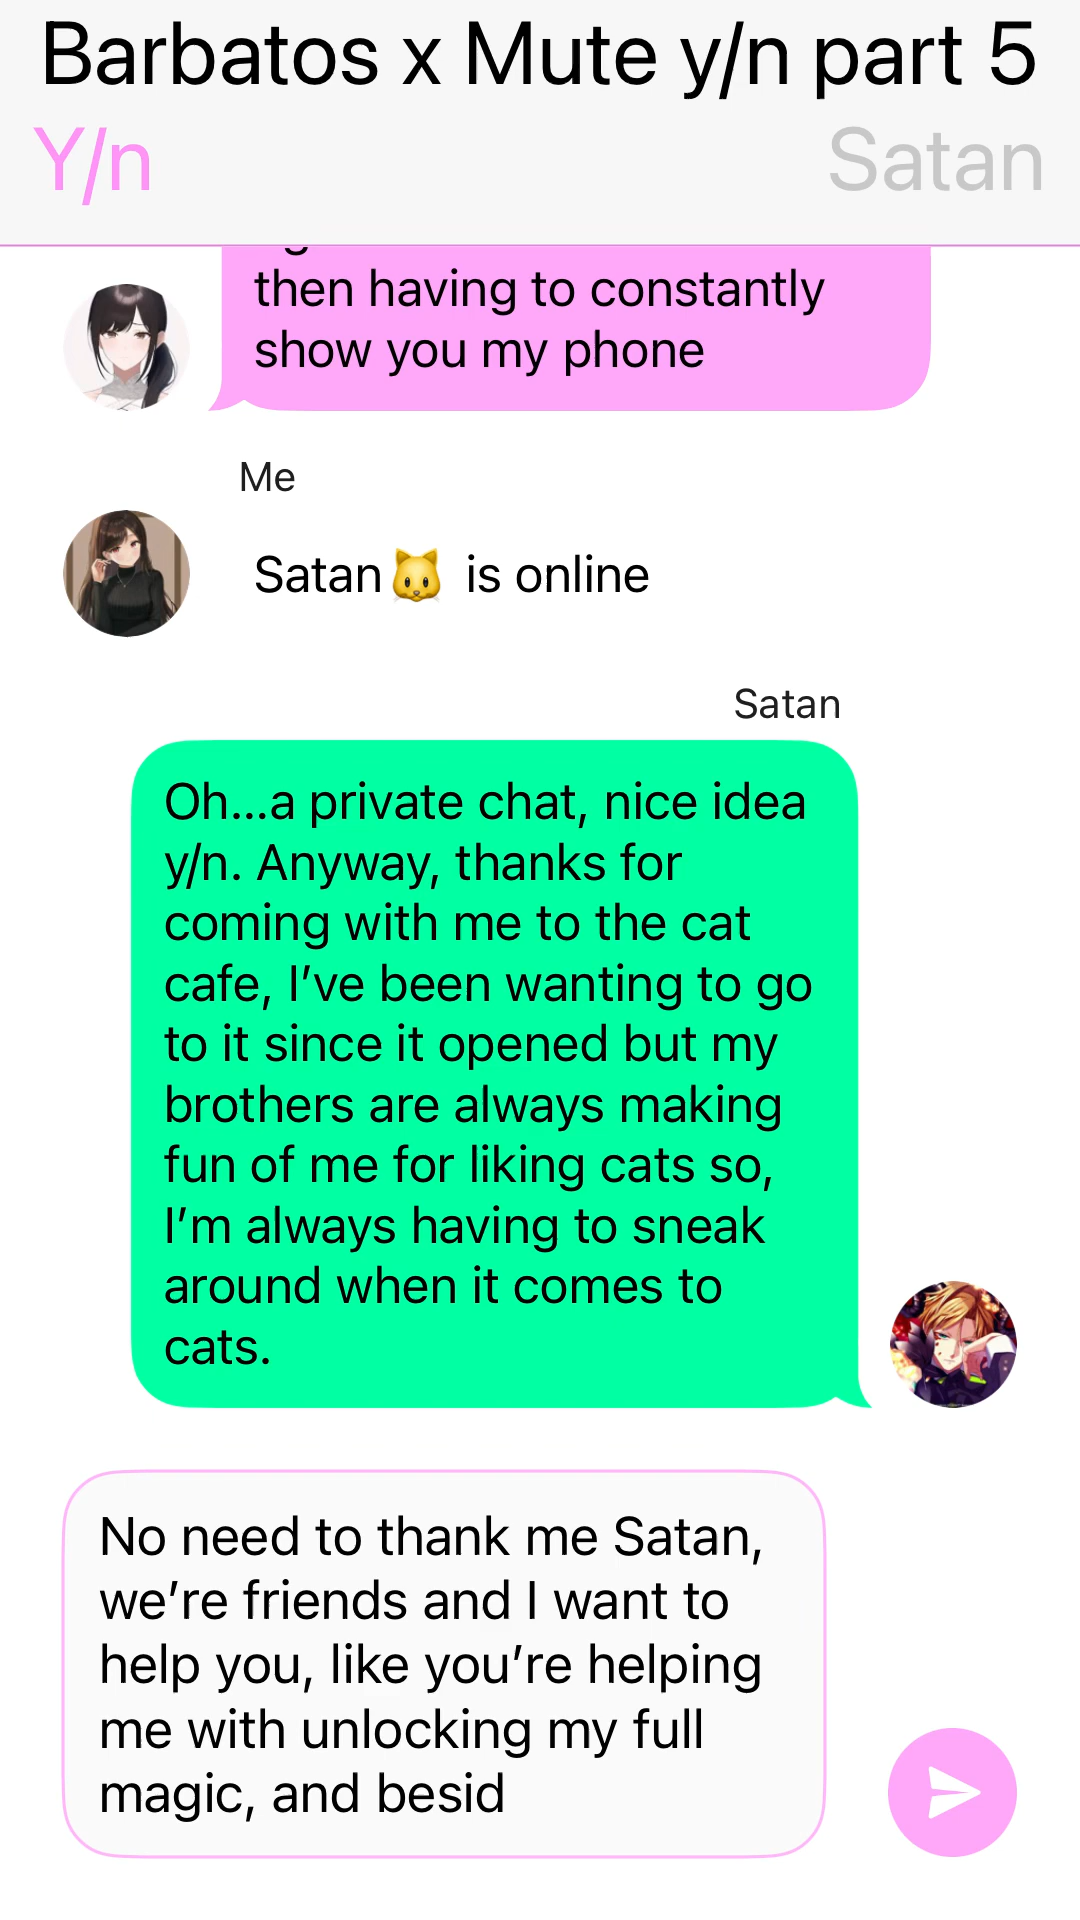 Barbatos x Mute y/n part 5
Y/n
Satan
then having to constantly
show you my phone
Me
Satan🐱 is online
Satan
Oh...a private chat, nice idea
y/n. Anyway, thanks for
coming with me to the cat
cafe, I’ve been wanting to go
to it since it opened but my
brothers are always making
fun of me for liking cats so,
I’m always having to sneak
around when it comes to
cats.
No need to thank me Satan,
we’re friends and I want to
help you, like you’re helping
me with unlocking my full
magic, and besid